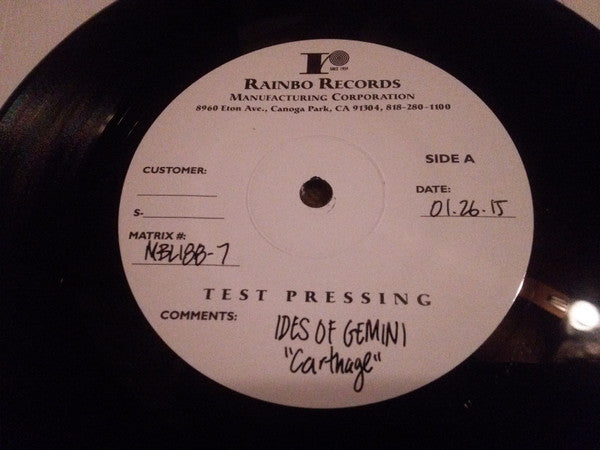 r
SINCE 1939
RAINBO RECORDS
MANUFACTURING CORPORATION
8960 Eton Ave., Canoga Park, CA 91304, 818-280-1100
SIDE A
CUSTOMER:
DATE:
01.26.15
S-
MATRIX #:
NBL188-7
TEST PRESSING
COMMENTS:
IDES OF GEMINI
"Carthage"